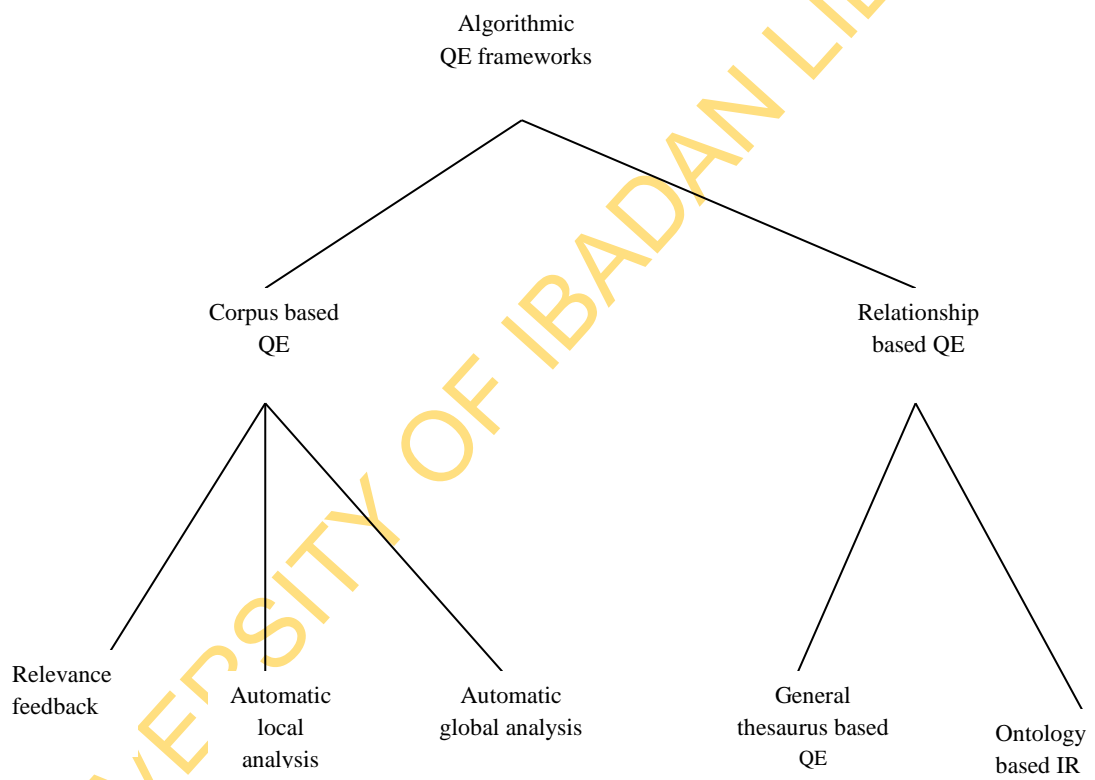 Algorithmic
QE frameworks
Corpus based
QE
Relationship
based QE
Relevance
feedback
Automatic
local
analysis
Automatic
global analysis
General
thesaurus based
QE
Ontology
based IR
VERSITY OF IBADAN LIB